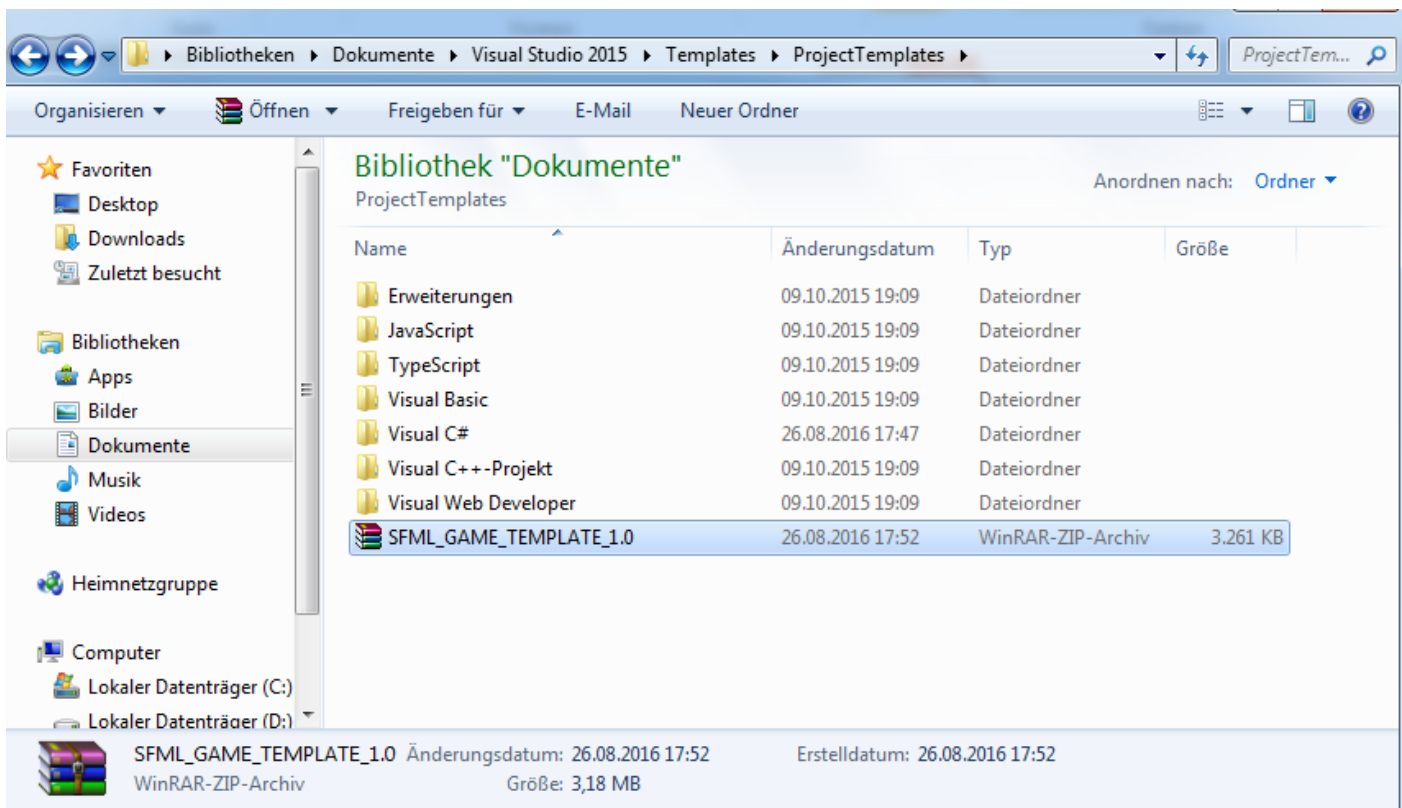 Bibliotheken Dokumente Visual Studio 2015 Templates ProjectTemplates ProjectTem...
Organisieren Öffnen Freigeben für E-Mail Neuer Ordner
Favoriten
Desktop
Downloads
Zuletzt besucht
Bibliotheken
Apps
Bilder
Dokumente
Musik
Videos
Heimnetzgruppe
Computer
Lokaler Datenträger (C:)
Lokaler Datenträger (D:)
Bibliothek "Dokumente"
ProjectTemplates
Anordnen nach: Ordner
Name Änderungsdatum Typ Größe
Erweiterungen 09.10.2015 19:09 Dateiordner
JavaScript 09.10.2015 19:09 Dateiordner
TypeScript 09.10.2015 19:09 Dateiordner
Visual Basic 09.10.2015 19:09 Dateiordner
Visual C# 26.08.2016 17:47 Dateiordner
Visual C++-Projekt 09.10.2015 19:09 Dateiordner
Visual Web Developer 09.10.2015 19:09 Dateiordner
SFML_GAME_TEMPLATE_1.0 26.08.2016 17:52 WinRAR-ZIP-Archiv 3.261 KB
SFML_GAME_TEMPLATE_1.0 Änderungsdatum: 26.08.2016 17:52 Erstelldatum: 26.08.2016 17:52
WinRAR-ZIP-Archiv Größe: 3,18 MB